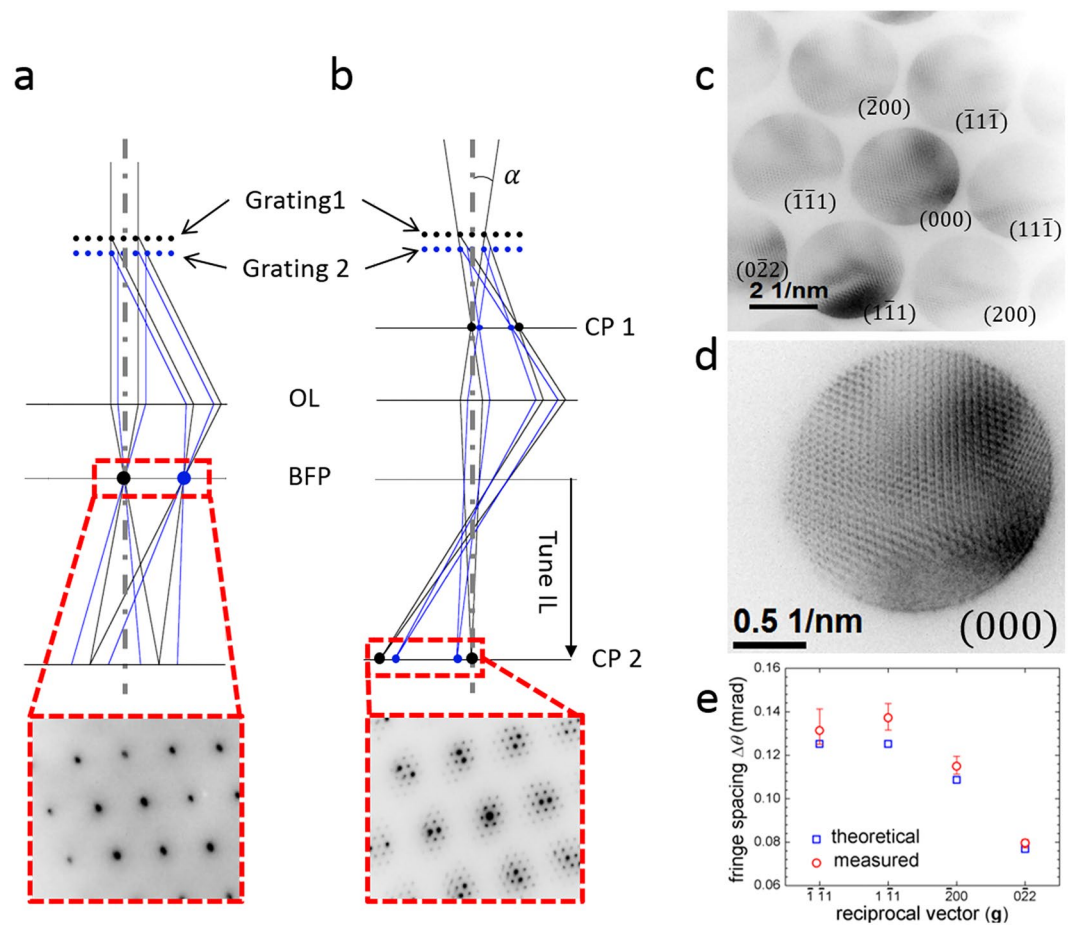 a
b
c
α
Grating1
Grating 2
CP 1
OL
BFP
Tune IL
CP 2
(2̄00)
(1̄11̄)
(1̄1̄1)
(000)
(111̄)
(02̄2)
(11̄1)
(200)
2 1/nm
d
0.5 1/nm
(000)
e
0.16
0.14
0.12
0.10
0.08
0.06
fringe spacing Δθ (mrad)
theoretical
measured
1̄ 11
1 1̄1
2̄00
02̄2
reciprocal vector (g)